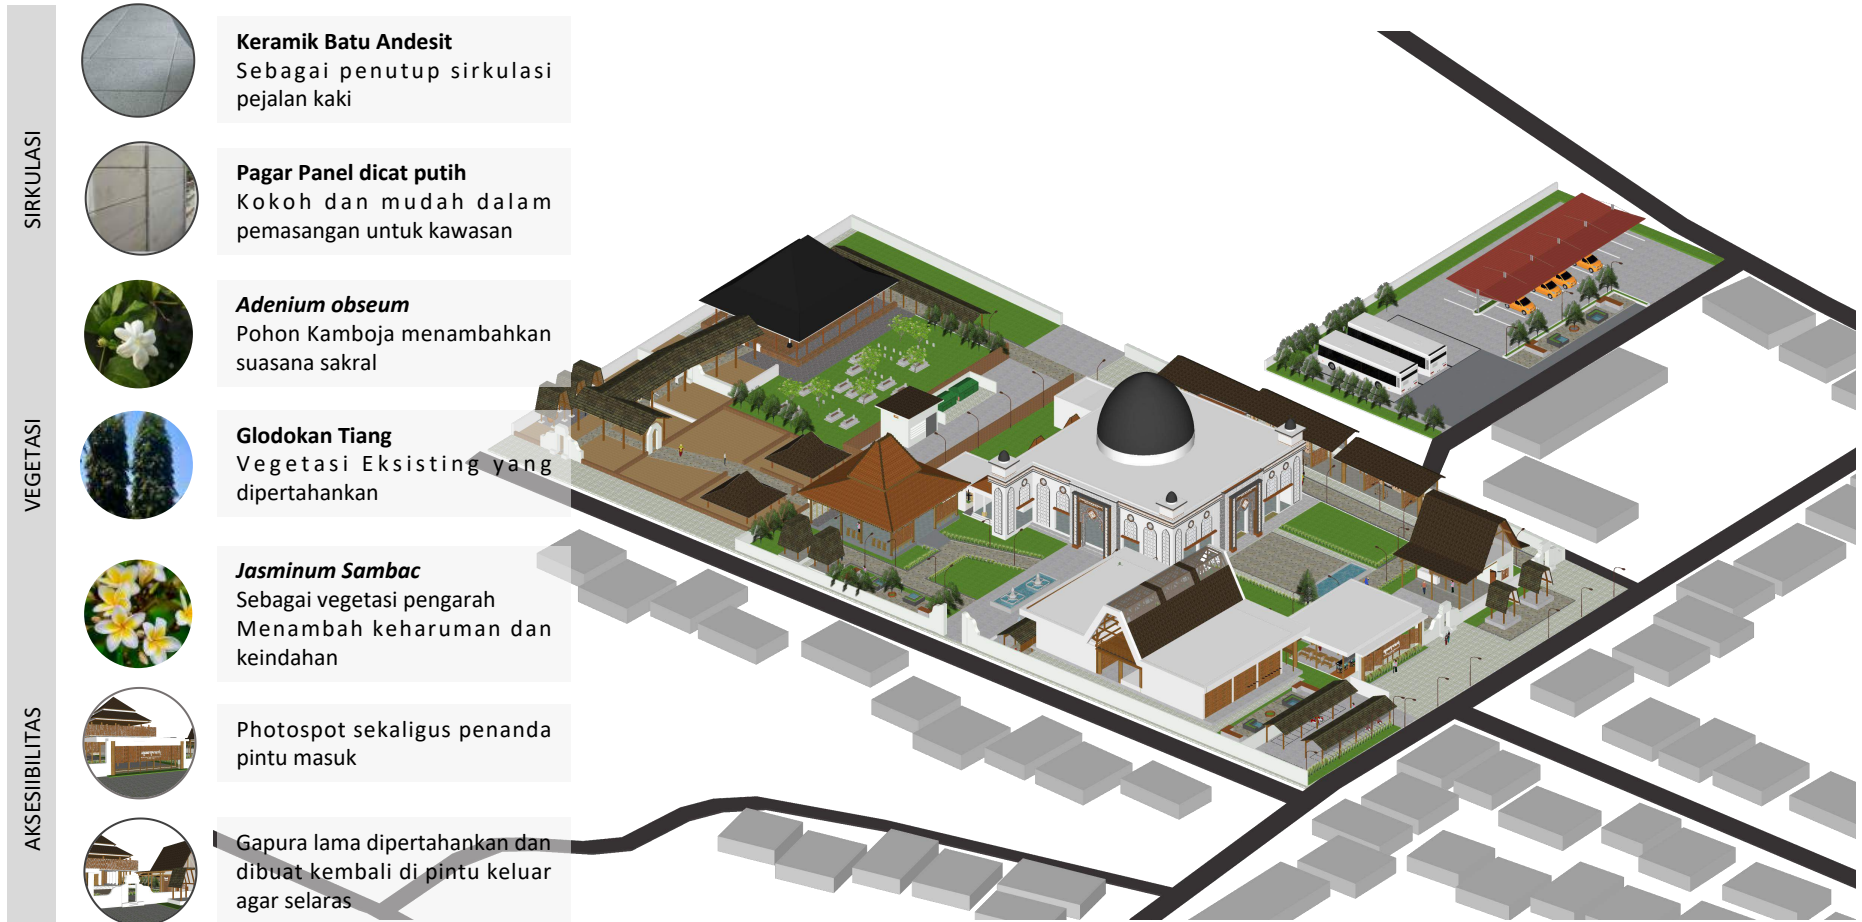 SIRKULASI
Keramik Batu Andesit
Sebagai penutup sirkulasi
pejalan kaki
Pagar Panel dicat putih
Kokoh dan mudah dalam
pemasangan untuk kawasan
VEGETASI
Adenium obseum
Pohon Kamboja menambahkan
suasana sakral
Glodokan Tiang
Vegetasi Eksisting yang
dipertahankan
Jasminum Sambac
Sebagai vegetasi pengarah
Menambah keharuman dan
keindahan
AKSESIIBILITAS
Photospot sekaligus penanda
pintu masuk
Gapura lama dipertahankan dan
dibuat kembali di pintu keluar
agar selaras